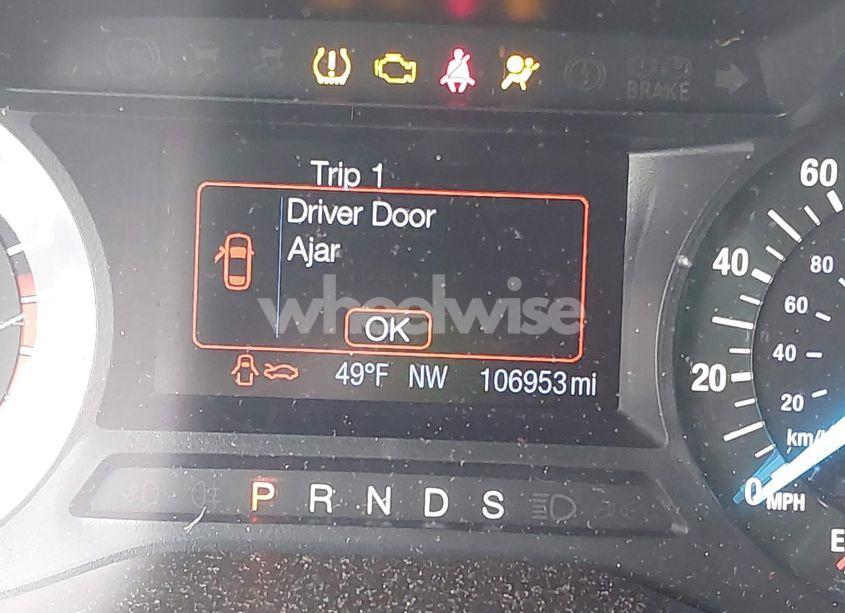 BRAKE
Trip 1
Driver Door
Ajar
wheelwise
OK
49°F NW 106953 mi
P R N D S
60
40
20
0 MPH
80
60
40
20
km/
E